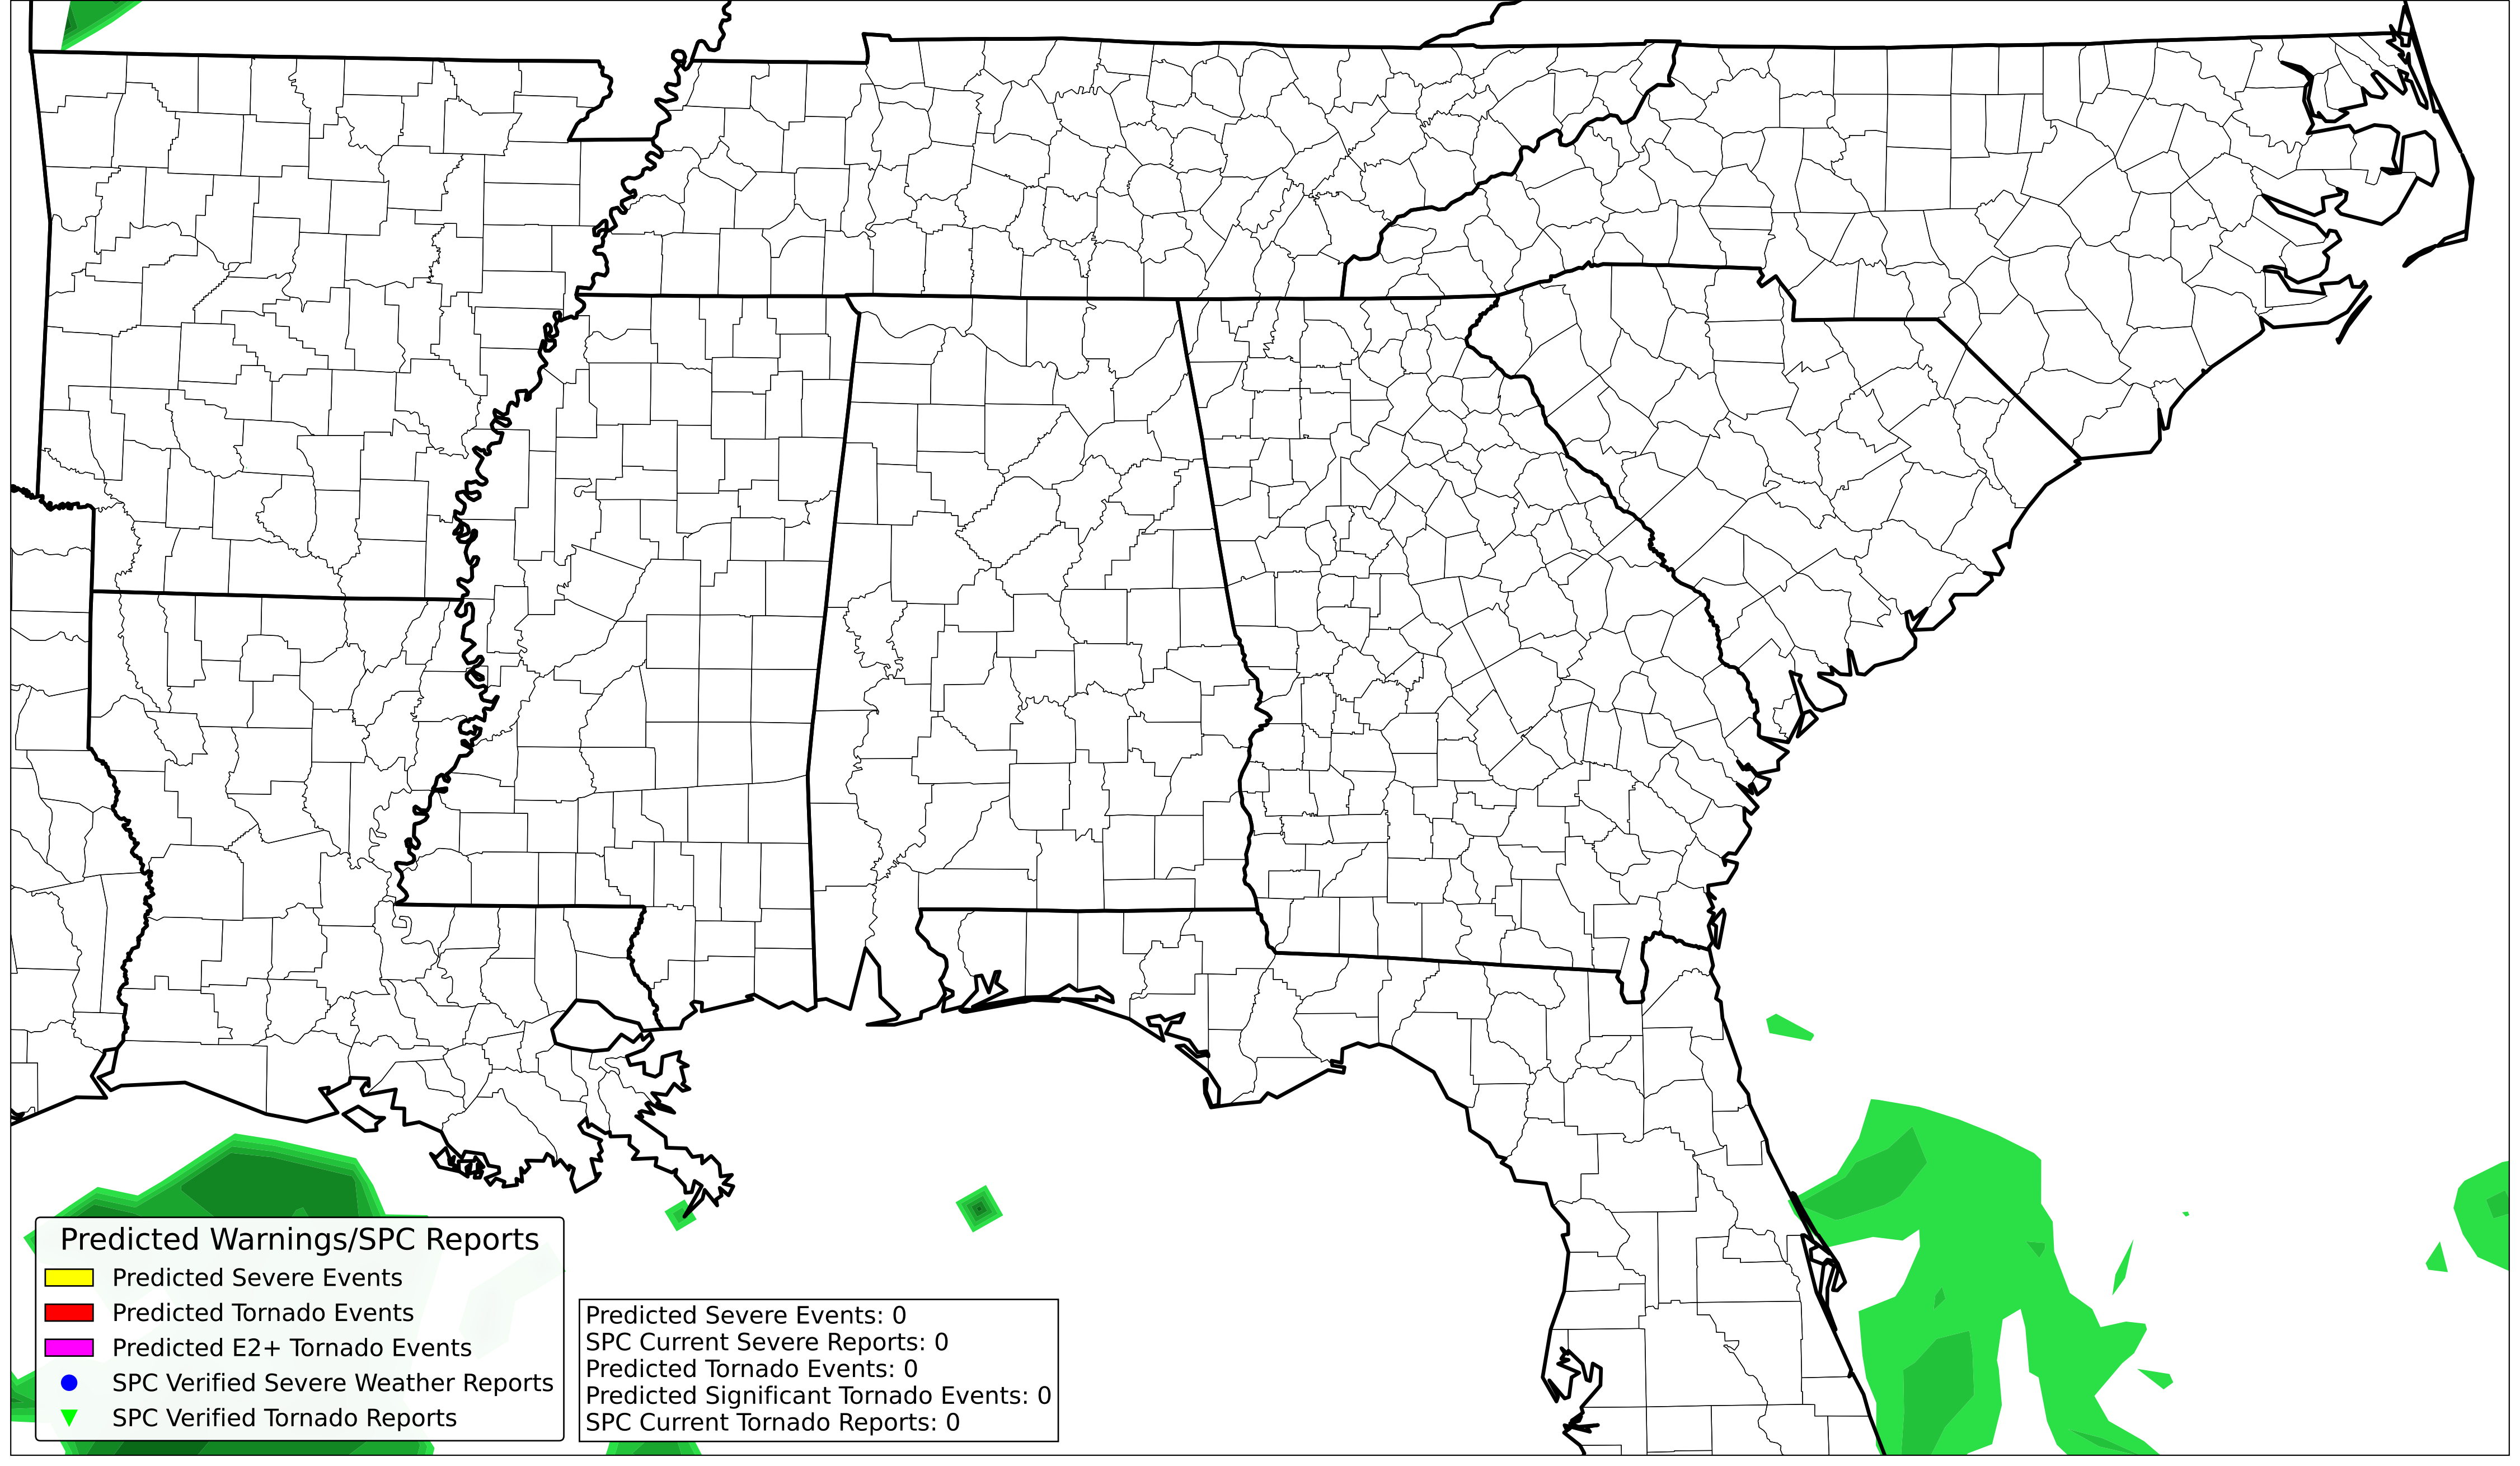 Predicted Warnings/SPC Reports
Predicted Severe Events
Predicted Tornado Events
Predicted E2+ Tornado Events
SPC Verified Severe Weather Reports
SPC Verified Tornado Reports
Predicted Severe Events: 0
SPC Current Severe Reports: 0
Predicted Tornado Events: 0
Predicted Significant Tornado Events: 0
SPC Current Tornado Reports: 0